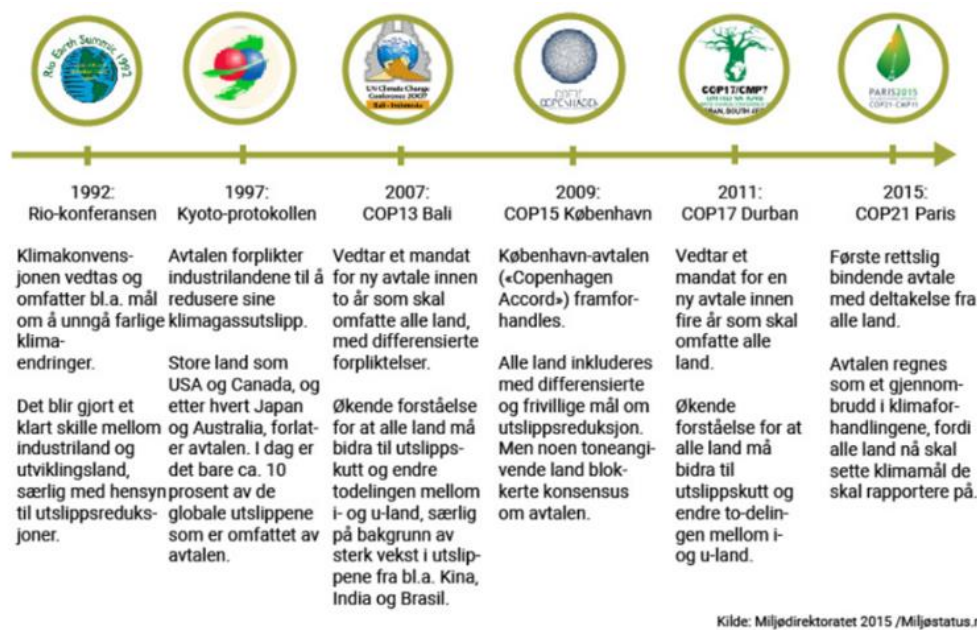 Rio Earth Summit 1992
UN Climate Change
Conference 2007
Bali - Indonesia
COP15
COPENHAGEN
COP17/CMP7
PARIS2015
COP21·CMP11
1992:
Rio-konferansen
Klimakonvens-
jonen vedtas og
omfatter bl.a. mål
om å unngå farlige
klima-
endringer.
Det blir gjort et
klart skille mellom
industriland og
utviklingsland,
særlig med hensyn
til utslippsreduks-
joner.
1997:
Kyoto-protokollen
Avtalen forplikter
industrilandene til å
redusere sine
klimagassutslipp.
Store land som
USA og Canada, og
etter hvert Japan
og Australia, forlat-
er avtalen. I dag er
det bare ca. 10
prosent av de
globale utslippene
som er omfattet av
avtalen.
2007:
COP13 Bali
Vedtar et mandat
for ny avtale innen
to år som skal
omfatte alle land,
med differensierte
forpliktelser.
Økende forståelse
for at alle land må
bidra til utslipps-
kutt og endre
todelingen mellom
i- og u-land, særlig
på bakgrunn av
sterk vekst i utslip-
pene fra bl.a. Kina,
India og Brasil.
2009:
COP15 København
København-avtalen
(«Copenhagen
Accord») framfor-
handles.
Alle land inkluderes
med differensierte
og frivillige mål om
utslippsreduksjon.
Men noen toneangi-
vende land blok-
kerte konsensus
om avtalen.
2011:
COP17 Durban
Vedtar et
mandat for en
ny avtale innen
fire år som skal
omfatte alle
land.
Økende
forståelse for at
alle land må
bidra til
utslippskutt og
endre to-delin-
gen mellom i-
og u-land.
2015:
COP21 Paris
Første rettslig
bindende avtale
med deltakelse fra
alle land.
Avtalen regnes
som et gjennom-
brudd i klimafor-
handlingene, fordi
alle land nå skal
sette klimamål de
skal rapportere på.
Kilde: Miljødirektoratet 2015 /Miljøstatus.